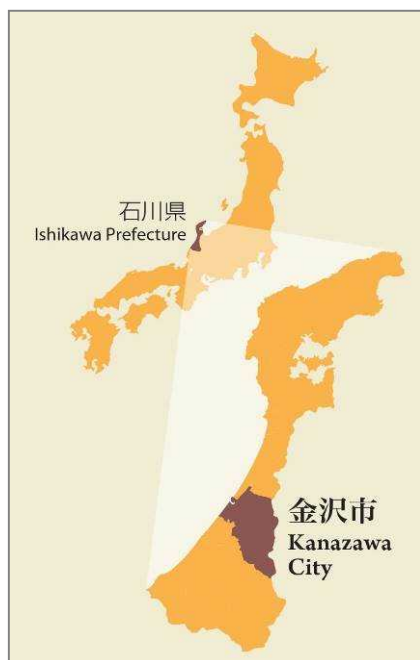 石川県
Ishikawa Prefecture
金沢市
Kanazawa
City